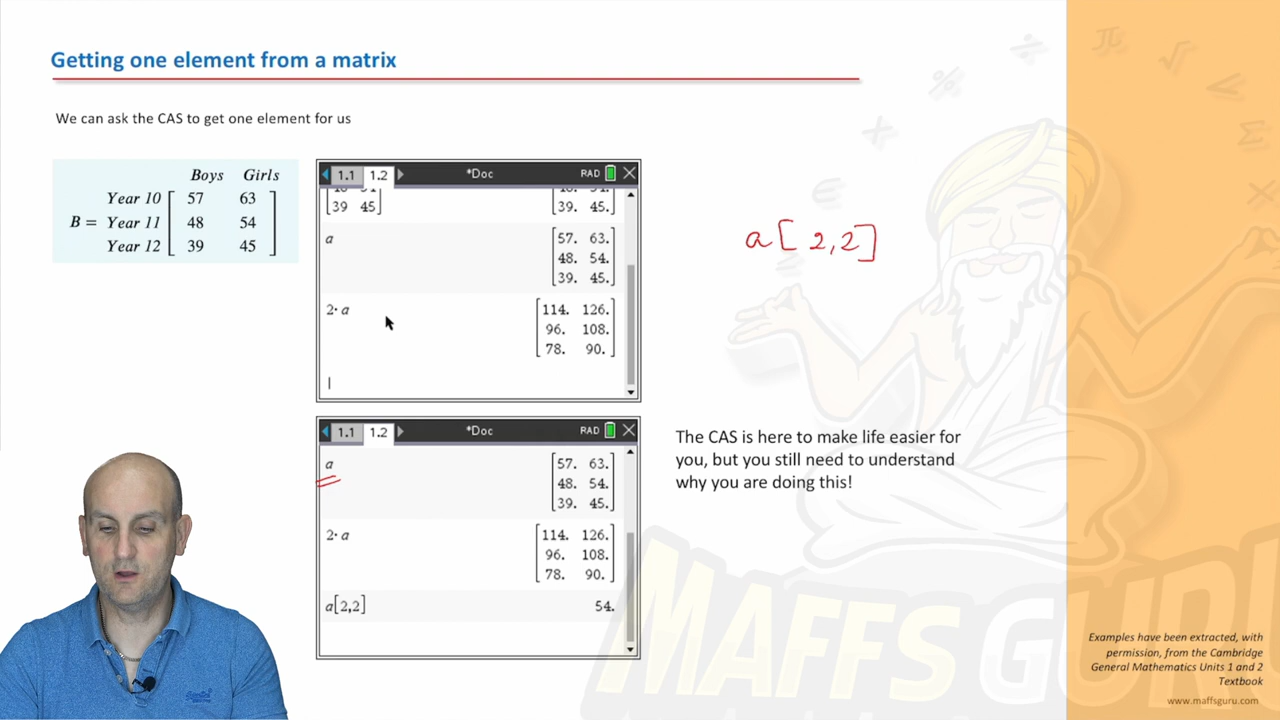 Getting one element from a matrix
We can ask the CAS to get one element for us
Boys Girls
Year 10 57 63
B = Year 11 48 54
Year 12 39 45
1.1 1.2 *Doc RAD
39 45 39. 45.
a 57. 63.
48. 54.
39. 45.
2·a 114. 126.
96. 108.
78. 90.
a[2,2]
1.1 1.2 *Doc RAD
a 57. 63.
48. 54.
39. 45.
2·a 114. 126.
96. 108.
78. 90.
a[2,2] 54.
The CAS is here to make life easier for
you, but you still need to understand
why you are doing this!
MAFFS GURU
Examples have been extracted, with
permission, from the Cambridge
General Mathematics Units 1 and 2
Textbook
www.maffsguru.com